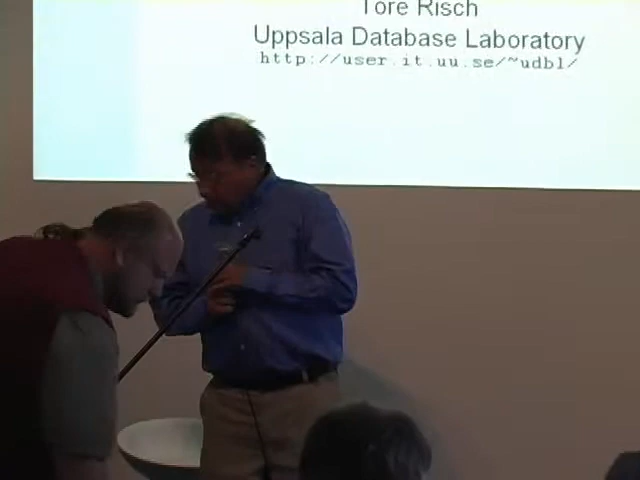 Tore Risch
Uppsala Database Laboratory
http://user.it.uu.se/~udbl/